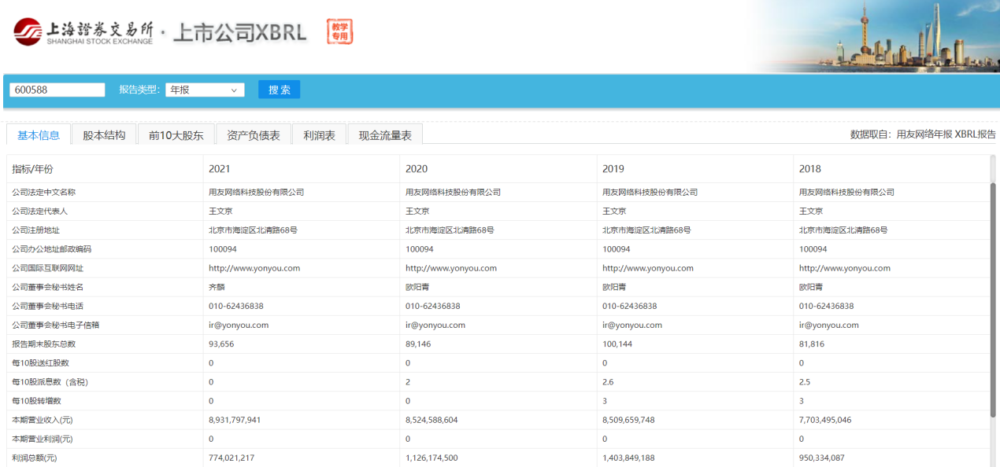 上海證券交易所 · 上市公司XBRL 教学专用
SHANGHAI STOCK EXCHANGE
600588 报告类型： 年报 搜 索
基本信息 股本结构 前10大股东 资产负债表 利润表 现金流量表 数据取自：用友网络年报 XBRL报告
指标/年份 2021 2020 2019 2018
公司法定中文名称 用友网络科技股份有限公司 用友网络科技股份有限公司 用友网络科技股份有限公司 用友网络科技股份有限公司
公司法定代表人 王文京 王文京 王文京 王文京
公司注册地址 北京市海淀区北清路68号 北京市海淀区北清路68号 北京市海淀区北清路68号 北京市海淀区北清路68号
公司办公地址邮政编码 100094 100094 100094 100094
公司国际互联网网址 http://www.yonyou.com http://www.yonyou.com http://www.yonyou.com http://www.yonyou.com
公司董事会秘书姓名 齐麟 欧阳青 欧阳青 欧阳青
公司董事会秘书电话 010-62436838 010-62436838 010-62436838 010-62436838
公司董事会秘书电子信箱 ir@yonyou.com ir@yonyou.com ir@yonyou.com ir@yonyou.com
报告期末股东总数 93,656 89,146 100,144 81,816
每10股送红股数 0 0 0 0
每10股派息数（含税） 0 2 2.6 2.5
每10股转增数 0 0 3 3
本期营业收入(元) 8,931,797,941 8,524,588,604 8,509,659,748 7,703,495,046
本期营业利润(元) 0 0 0 0
利润总额(元) 774,021,217 1,126,174,500 1,403,849,188 950,334,087